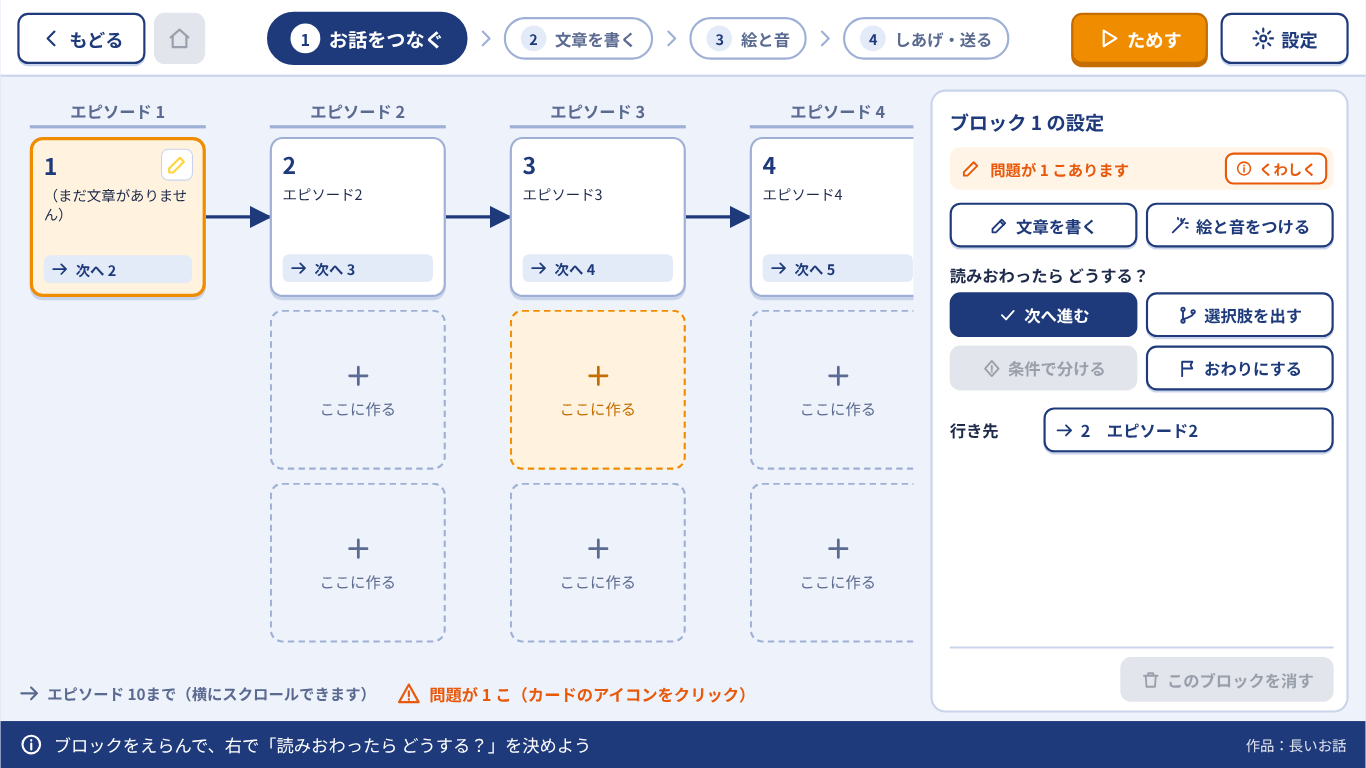 もどる
1 お話をつなぐ
2 文章を書く
3 絵と音
4 しあげ・送る
ためす
設定
エピソード 1
エピソード 2
エピソード 3
エピソード 4
1
（まだ文章がありませ
ん）
次へ 2
2
エピソード2
次へ 3
3
エピソード3
次へ 4
4
エピソード4
次へ 5
ここに作る
ここに作る
ここに作る
ここに作る
ここに作る
ここに作る
エピソード 10まで（横にスクロールできます）
問題が 1 こ（カードのアイコンをクリック）
ブロック 1 の設定
問題が 1 こあります
くわしく
文章を書く
絵と音をつける
読みおわったら どうする？
次へ進む
選択肢を出す
条件で分ける
おわりにする
行き先
2 エピソード2
このブロックを消す
ブロックをえらんで、右で「読みおわったら どうする？」を決めよう
作品：長いお話